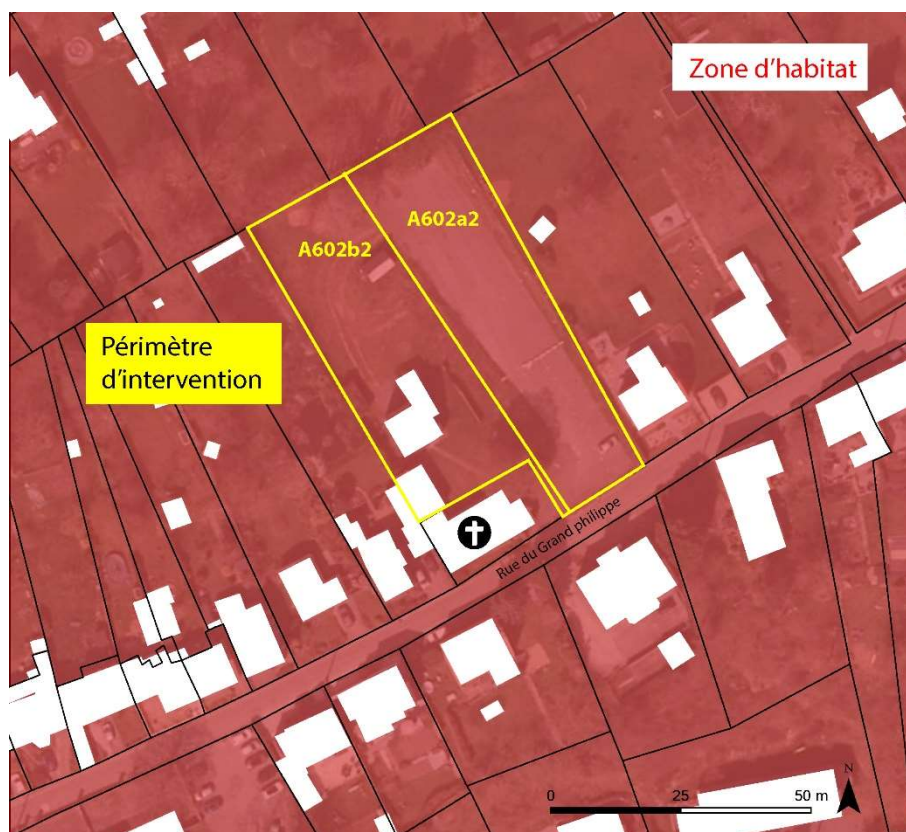 Zone d'habitat
A602a2
A602b2
Périmètre
d'intervention
Rue du Grand philippe
0 25 50 m
N